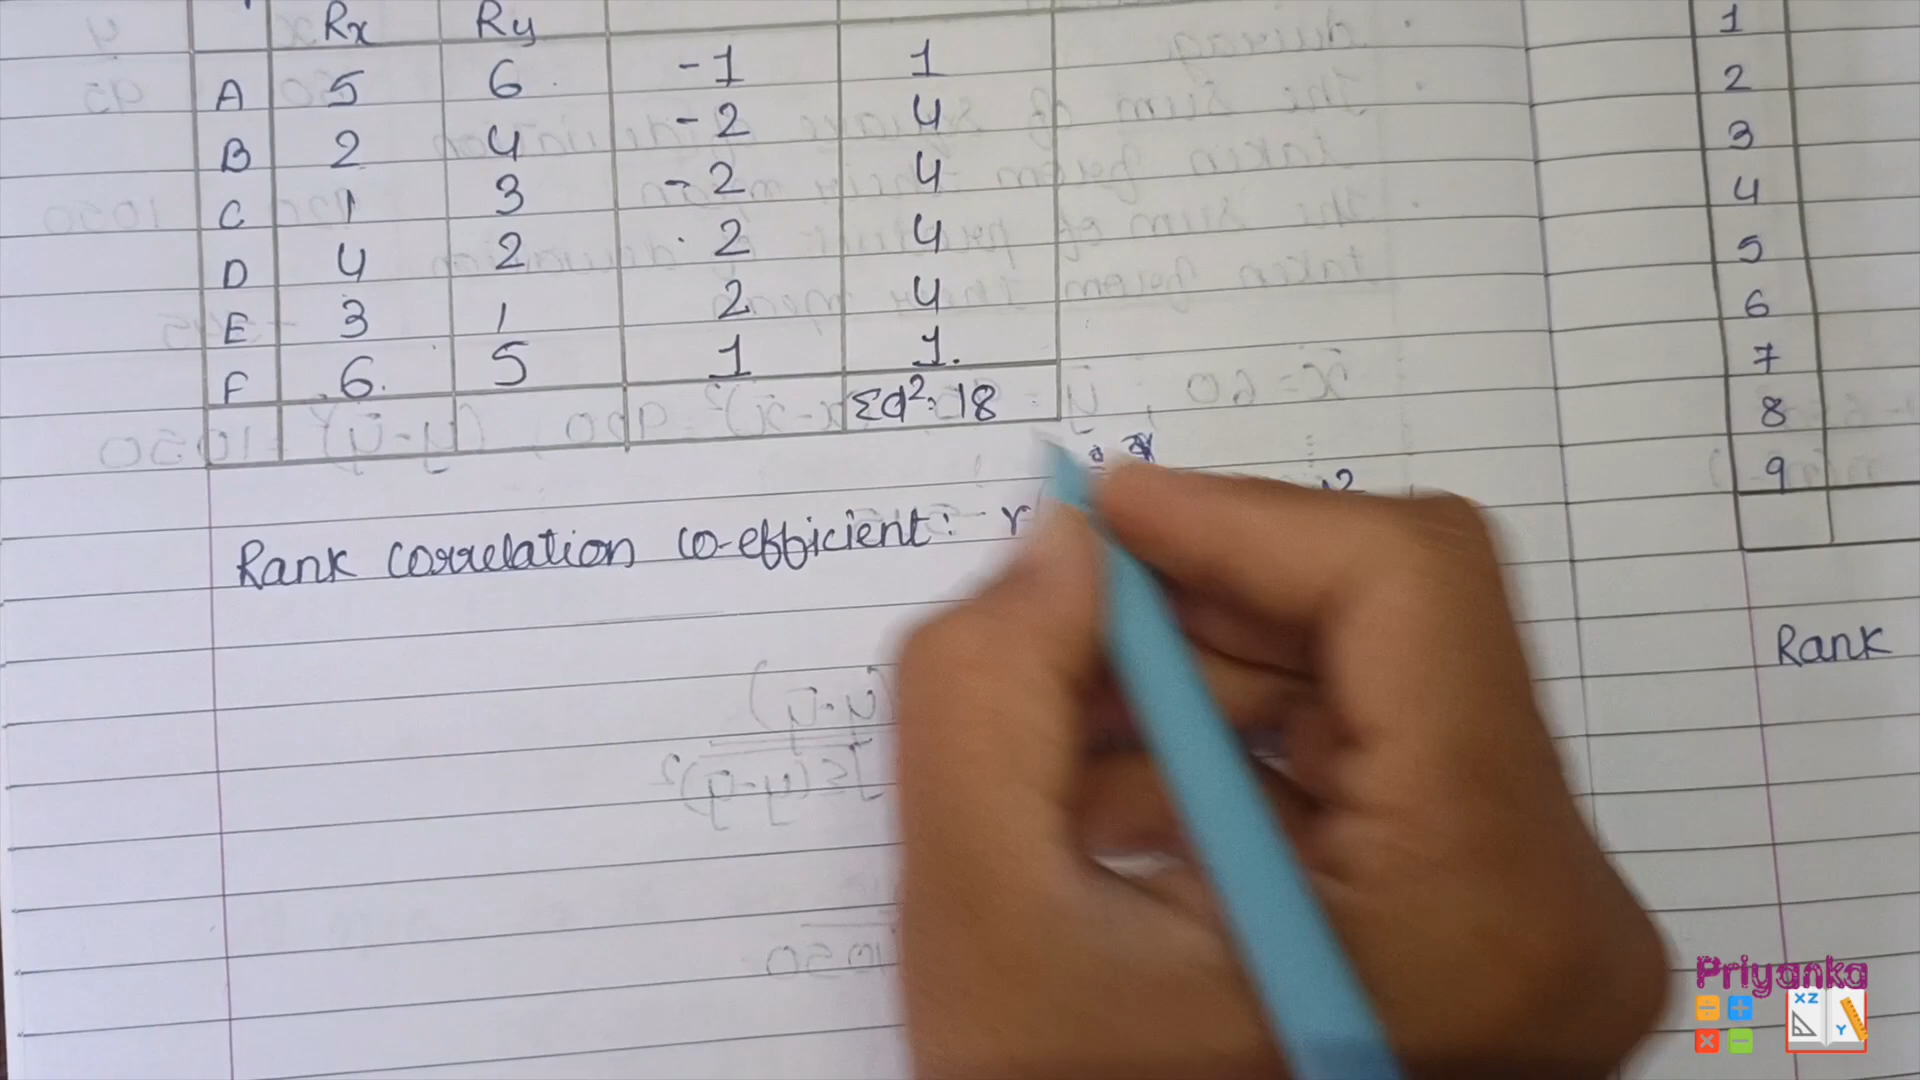 Rx Ry
A 5 6 -1 1
B 2 4 -2 4
C 1 3 -2 4
D 4 2 2 4
E 3 1 2 4
F 6 5 1 1
Σd²: 18
Rank correlation co-efficient: r
1
2
3
4
5
6
7
8
9
Rank
Priyanka
XZ
Y